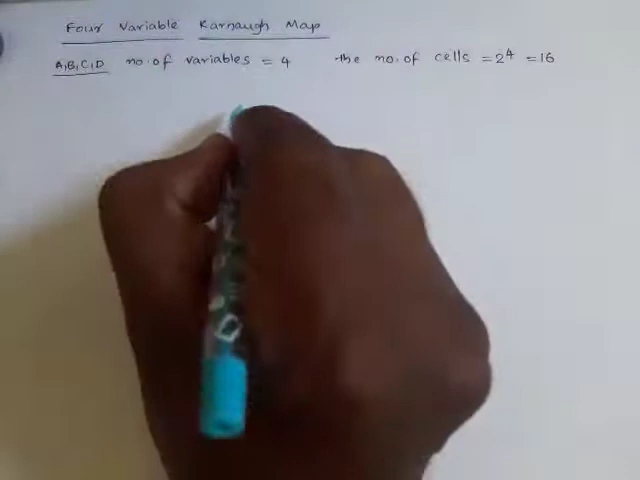 Four Variable Karnaugh Map
A,B,C,D no. of variables = 4 the no. of cells = 2⁴ = 16